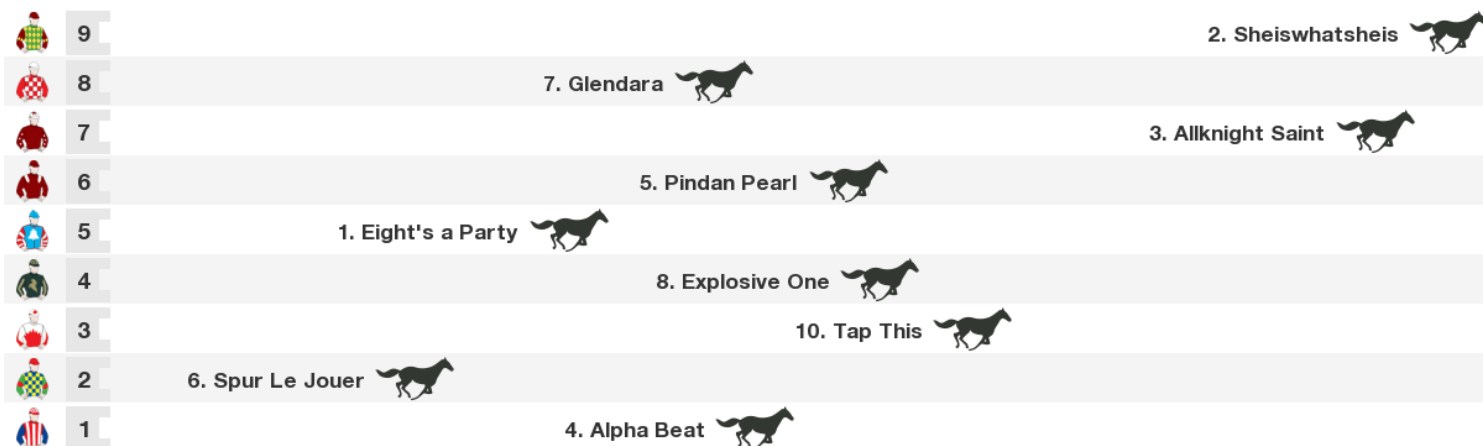 9 2. Sheiswhatsheis
8 7. Glendara
7 3. Allknight Saint
6 5. Pindan Pearl
5 1. Eight's a Party
4 8. Explosive One
3 10. Tap This
2 6. Spur Le Jouer
1 4. Alpha Beat